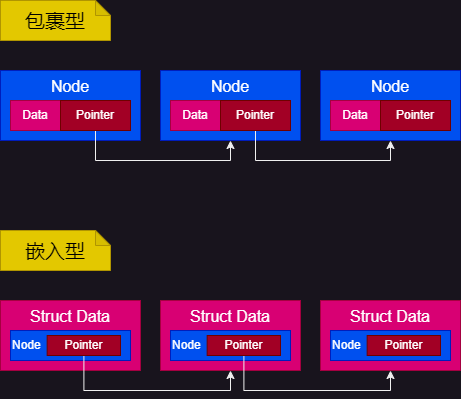 包裹型
Node Node Node
Data Pointer Data Pointer Data Pointer
嵌入型
Struct Data Struct Data Struct Data
Node Pointer Node Pointer Node Pointer